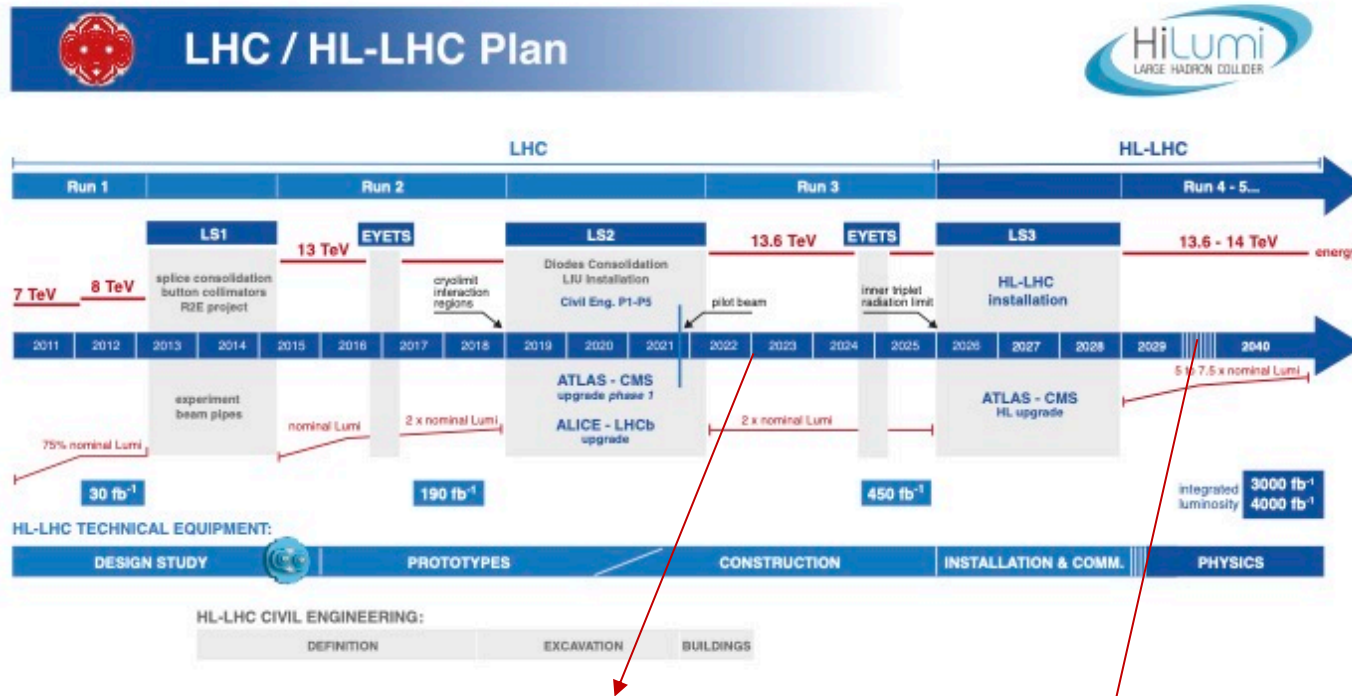 LHC / HL-LHC Plan
HiLumi
LARGE HADRON COLLIDER
LHC
HL-LHC
Run 1
Run 2
Run 3
Run 4 - 5...
LS1
EYETS
LS2
EYETS
LS3
7 TeV
8 TeV
13 TeV
13.6 TeV
13.6 - 14 TeV
energy
splice consolidation
button collimators
R2E project
cryolimit
interaction
regions
Diodes Consolidation
LIU Installation
Civil Eng. P1-P5
pilot beam
inner triplet
radiation limit
HL-LHC
installation
2011 2012 2013 2014 2015 2016 2017 2018 2019 2020 2021 2022 2023 2024 2025 2026 2027 2028 2029 2040
experiment
beam pipes
ATLAS - CMS
upgrade phase 1
ALICE - LHCb
upgrade
ATLAS - CMS
HL upgrade
75% nominal Lumi
nominal Lumi
2 x nominal Lumi
2 x nominal Lumi
5 to 7.5 x nominal Lumi
30 fb⁻¹
190 fb⁻¹
450 fb⁻¹
integrated
luminosity
3000 fb⁻¹
4000 fb⁻¹
HL-LHC TECHNICAL EQUIPMENT:
DESIGN STUDY
PROTOTYPES
CONSTRUCTION
INSTALLATION & COMM.
PHYSICS
HL-LHC CIVIL ENGINEERING:
DEFINITION
EXCAVATION
BUILDINGS